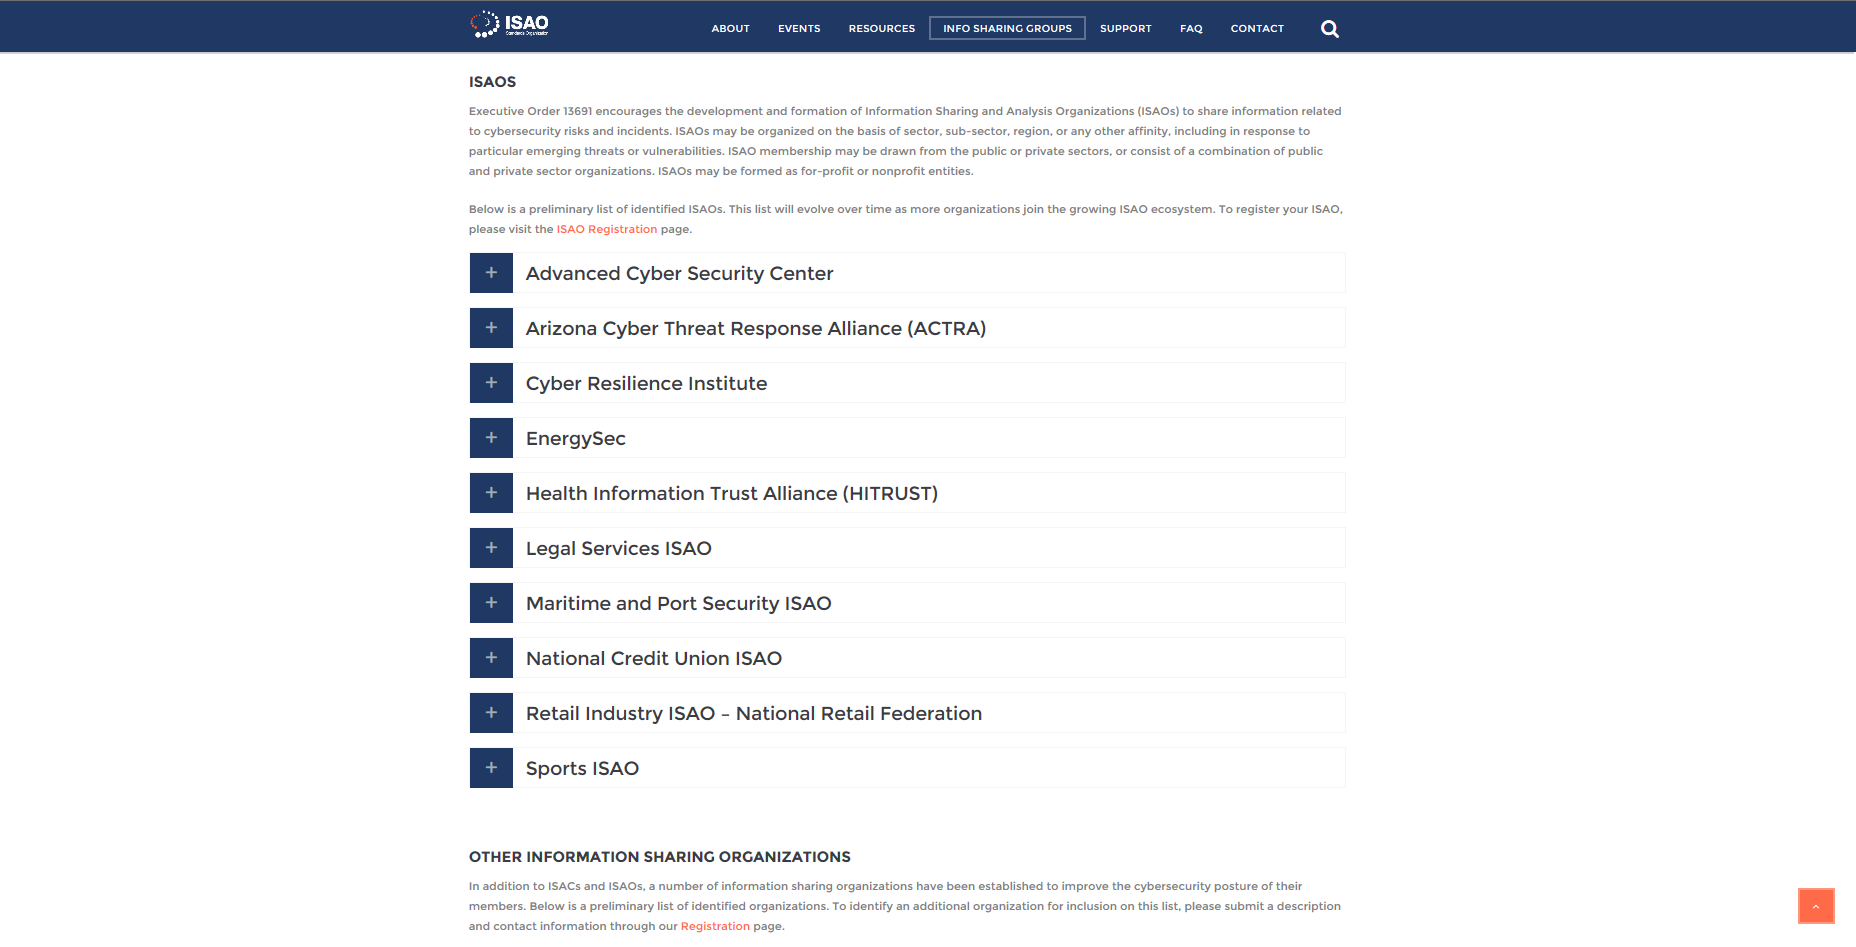 ISAO
Standards Organization
ABOUT
EVENTS
RESOURCES
INFO SHARING GROUPS
SUPPORT
FAQ
CONTACT
ISAOS
Executive Order 13691 encourages the development and formation of Information Sharing and Analysis Organizations (ISAOs) to share information related
to cybersecurity risks and incidents. ISAOs may be organized on the basis of sector, sub-sector, region, or any other affinity, including in response to
particular emerging threats or vulnerabilities. ISAO membership may be drawn from the public or private sectors, or consist of a combination of public
and private sector organizations. ISAOs may be formed as for-profit or nonprofit entities.
Below is a preliminary list of identified ISAOs. This list will evolve over time as more organizations join the growing ISAO ecosystem. To register your ISAO,
please visit the ISAO Registration page.
+ Advanced Cyber Security Center
+ Arizona Cyber Threat Response Alliance (ACTRA)
+ Cyber Resilience Institute
+ EnergySec
+ Health Information Trust Alliance (HITRUST)
+ Legal Services ISAO
+ Maritime and Port Security ISAO
+ National Credit Union ISAO
+ Retail Industry ISAO – National Retail Federation
+ Sports ISAO
OTHER INFORMATION SHARING ORGANIZATIONS
In addition to ISACs and ISAOs, a number of information sharing organizations have been established to improve the cybersecurity posture of their
members. Below is a preliminary list of identified organizations. To identify an additional organization for inclusion on this list, please submit a description
and contact information through our Registration page.